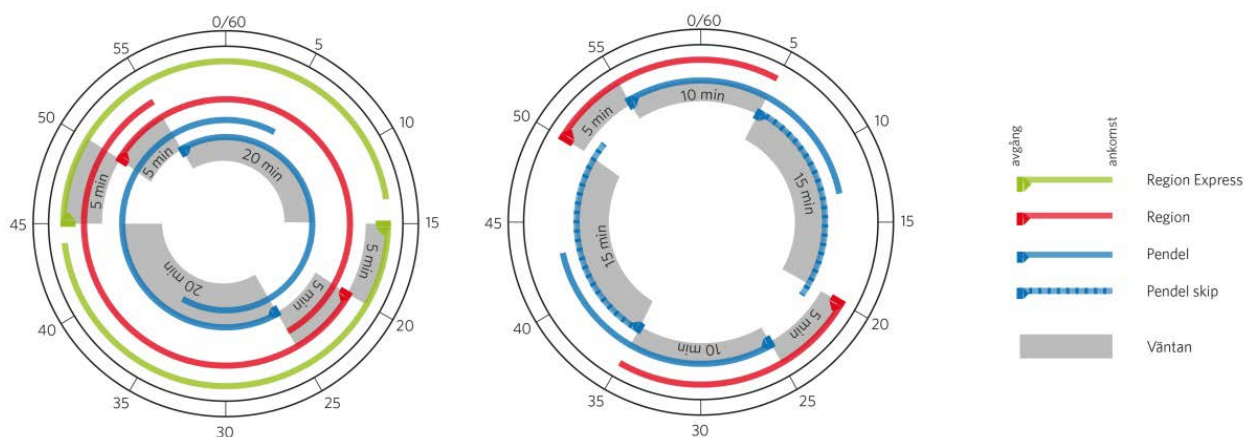 0/60
5
10
15
20
25
30
35
40
45
50
55
5 min
5 min
20 min
5 min
5 min
20 min
0/60
5
10
15
20
25
30
35
40
45
50
55
5 min
10 min
15 min
5 min
10 min
15 min
avgång
ankomst
Region Express
Region
Pendel
Pendel skip
Väntan